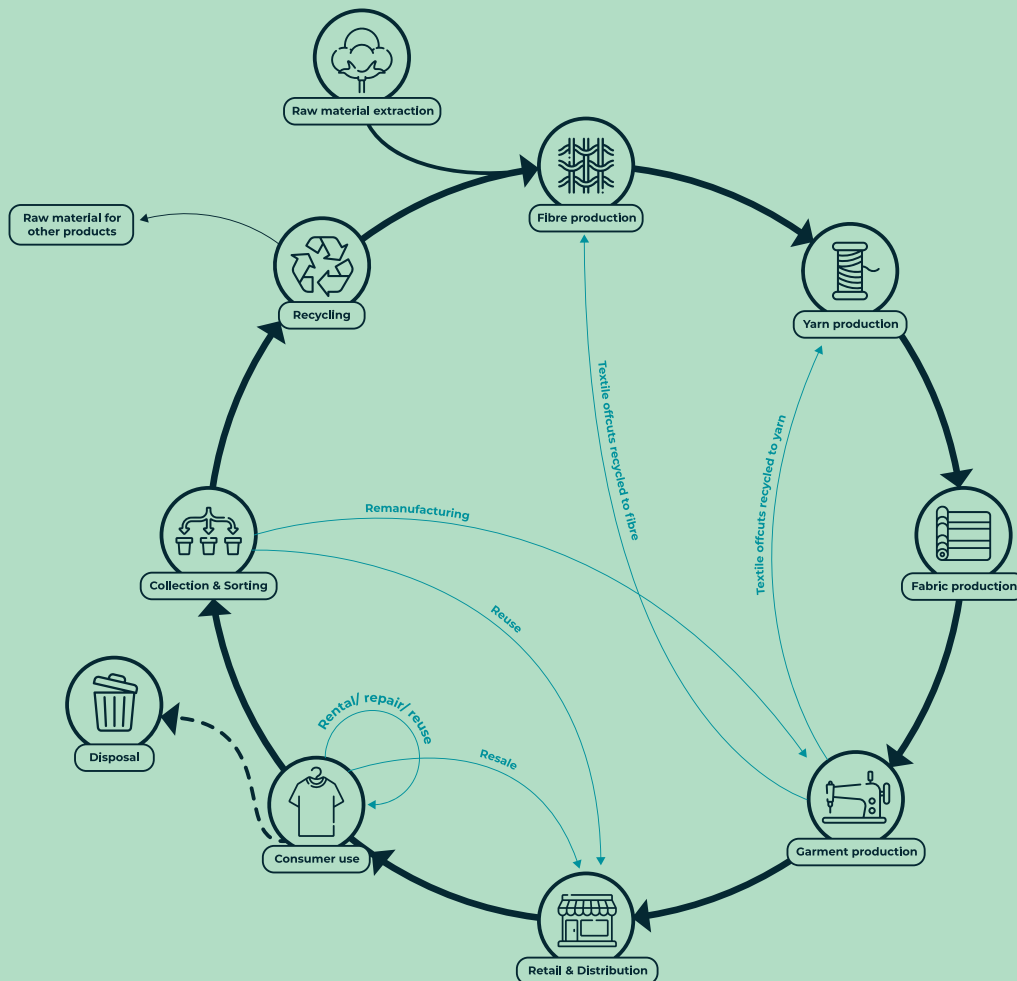 Raw material extraction
Fibre production
Raw material for
other products
Recycling
Yarn production
Textile offcuts recycled to fibre
Textile offcuts recycled to yarn
Remanufacturing
Collection & Sorting
Fabric production
Reuse
Rental/ repair/ reuse
Resale
Disposal
Consumer use
Garment production
Retail & Distribution